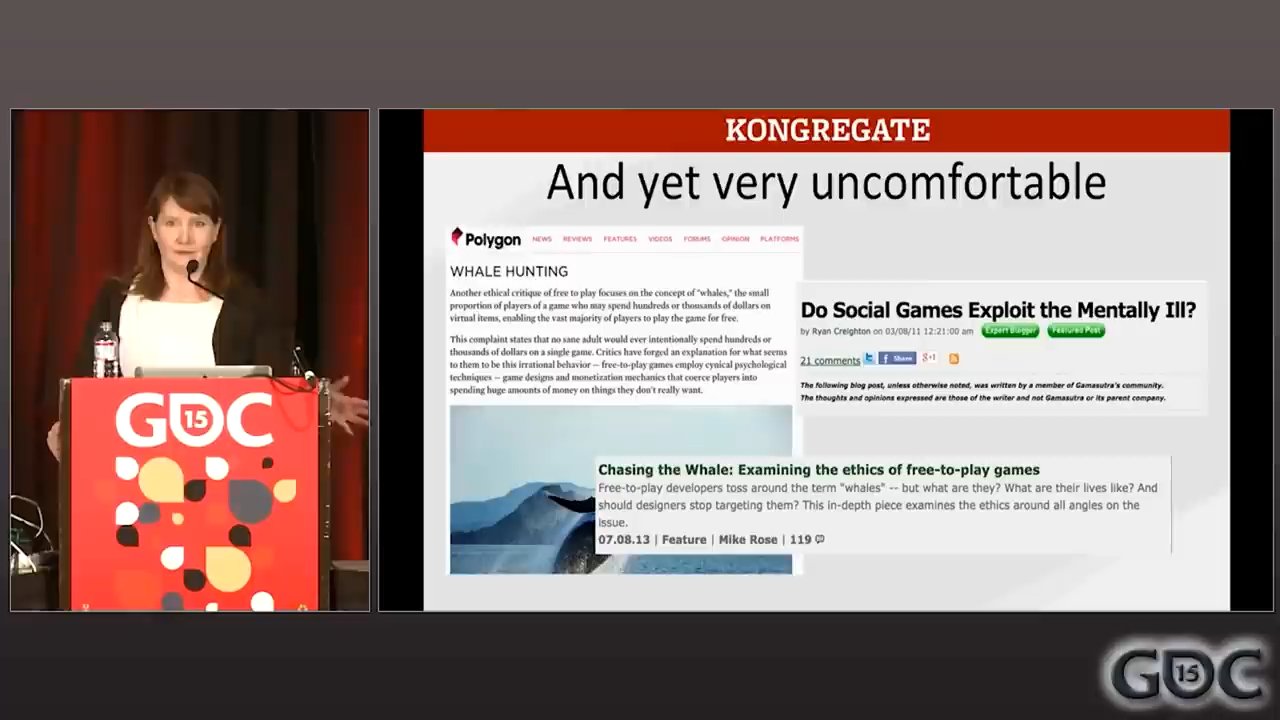 KONGREGATE
And yet very uncomfortable
Polygon NEWS REVIEWS FEATURES VIDEOS FORUMS OPINION PLATFORMS
WHALE HUNTING
Another ethical critique of free to play focuses on the concept of "whales," the small
proportion of players of a game who may spend hundreds or thousands of dollars on
virtual items, enabling the vast majority of players to play the game for free.
This complaint states that no sane adult would ever intentionally spend hundreds or
thousands of dollars on a single game. Critics have forged an explanation for what seems
to them to be this irrational behavior — free-to-play games employ cynical psychological
techniques — game designs and monetization mechanics that coerce players into
spending huge amounts of money on things they don't really want.
Do Social Games Exploit the Mentally Ill?
by Ryan Creighton on 03/08/11 12:21:00 am Expert Blogger Featured Post
21 comments Share +1
The following blog post, unless otherwise noted, was written by a member of Gamasutra's community.
The thoughts and opinions expressed are those of the writer and not Gamasutra or its parent company.
Chasing the Whale: Examining the ethics of free-to-play games
Free-to-play developers toss around the term "whales" -- but what are they? What are their lives like? And
should designers stop targeting them? This in-depth piece examines the ethics around all angles on the
issue.
07.08.13 | Feature | Mike Rose | 119
GDC 15
GDC 15